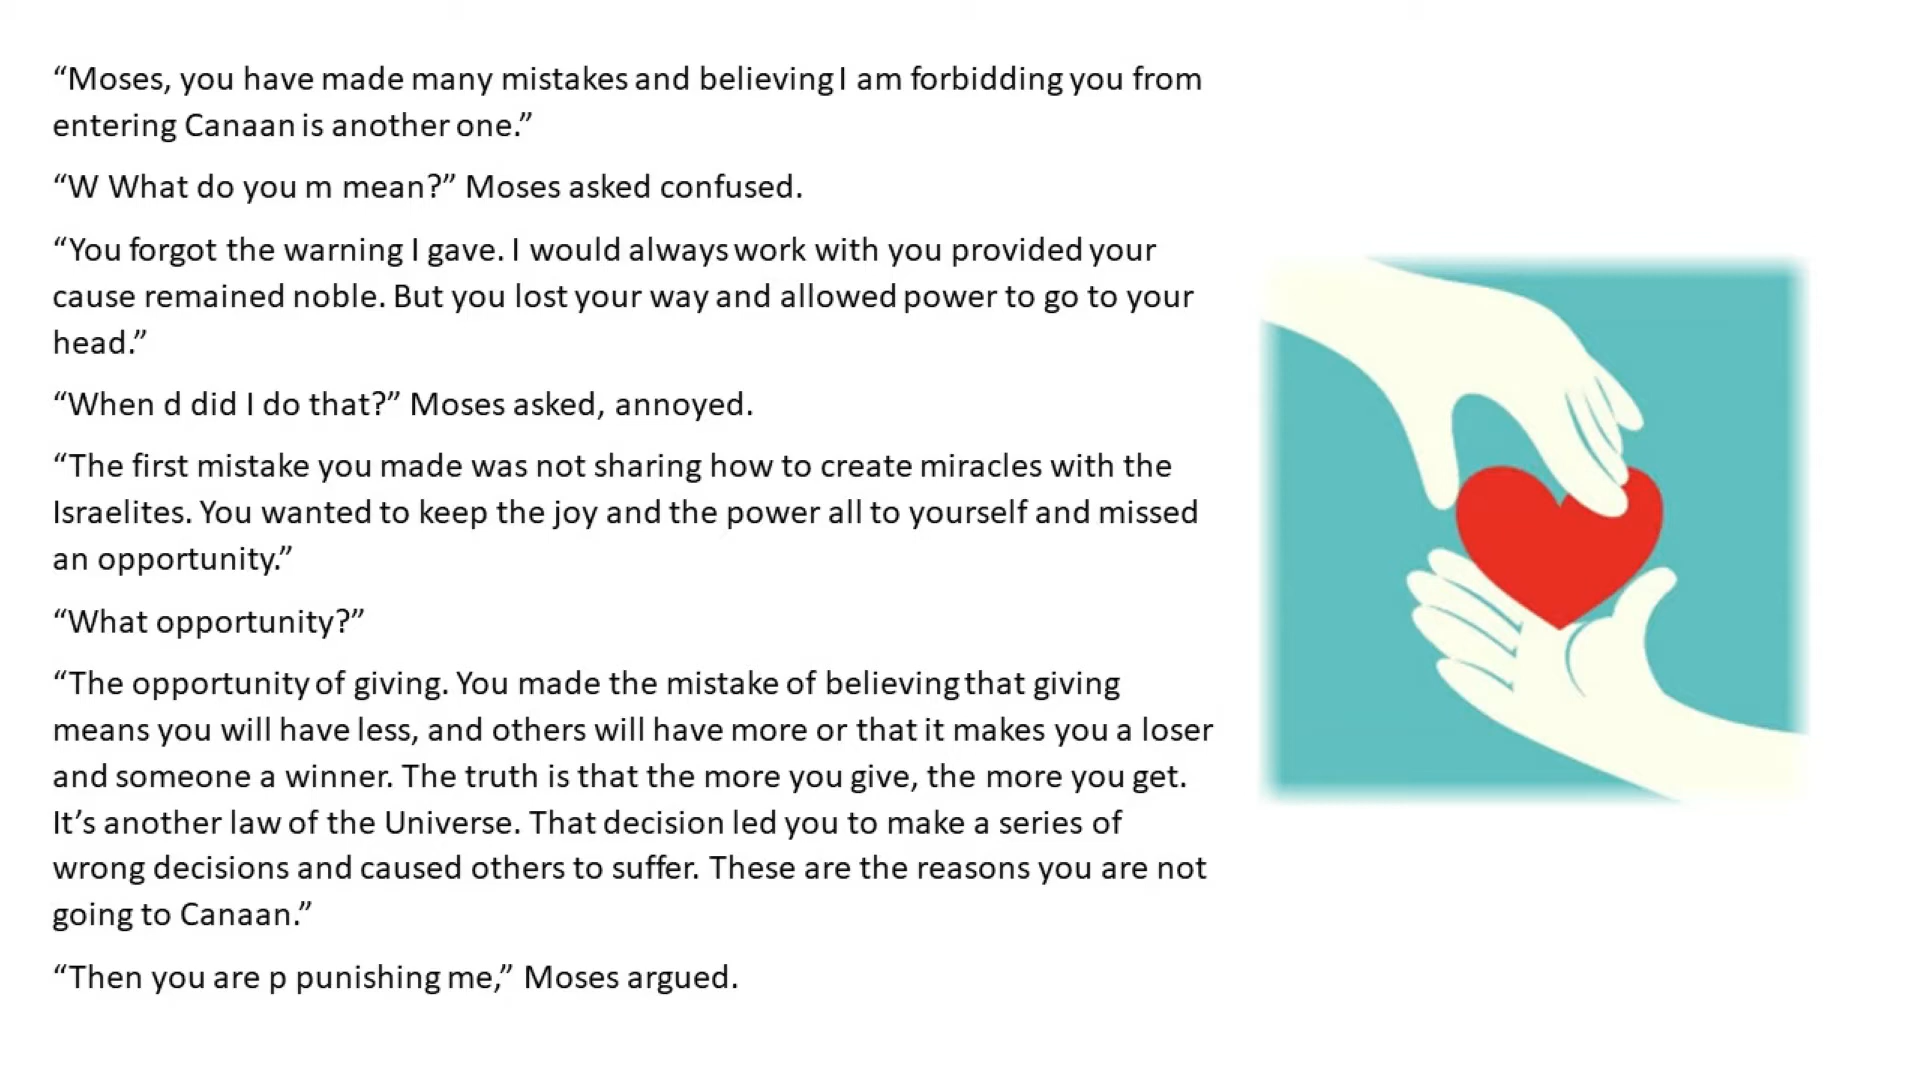 “Moses, you have made many mistakes and believing I am forbidding you from
entering Canaan is another one.”
“W What do you m mean?” Moses asked confused.
“You forgot the warning I gave. I would always work with you provided your
cause remained noble. But you lost your way and allowed power to go to your
head.”
“When d did I do that?” Moses asked, annoyed.
“The first mistake you made was not sharing how to create miracles with the
Israelites. You wanted to keep the joy and the power all to yourself and missed
an opportunity.”
“What opportunity?”
“The opportunity of giving. You made the mistake of believing that giving
means you will have less, and others will have more or that it makes you a loser
and someone a winner. The truth is that the more you give, the more you get.
It’s another law of the Universe. That decision led you to make a series of
wrong decisions and caused others to suffer. These are the reasons you are not
going to Canaan.”
“Then you are p punishing me,” Moses argued.